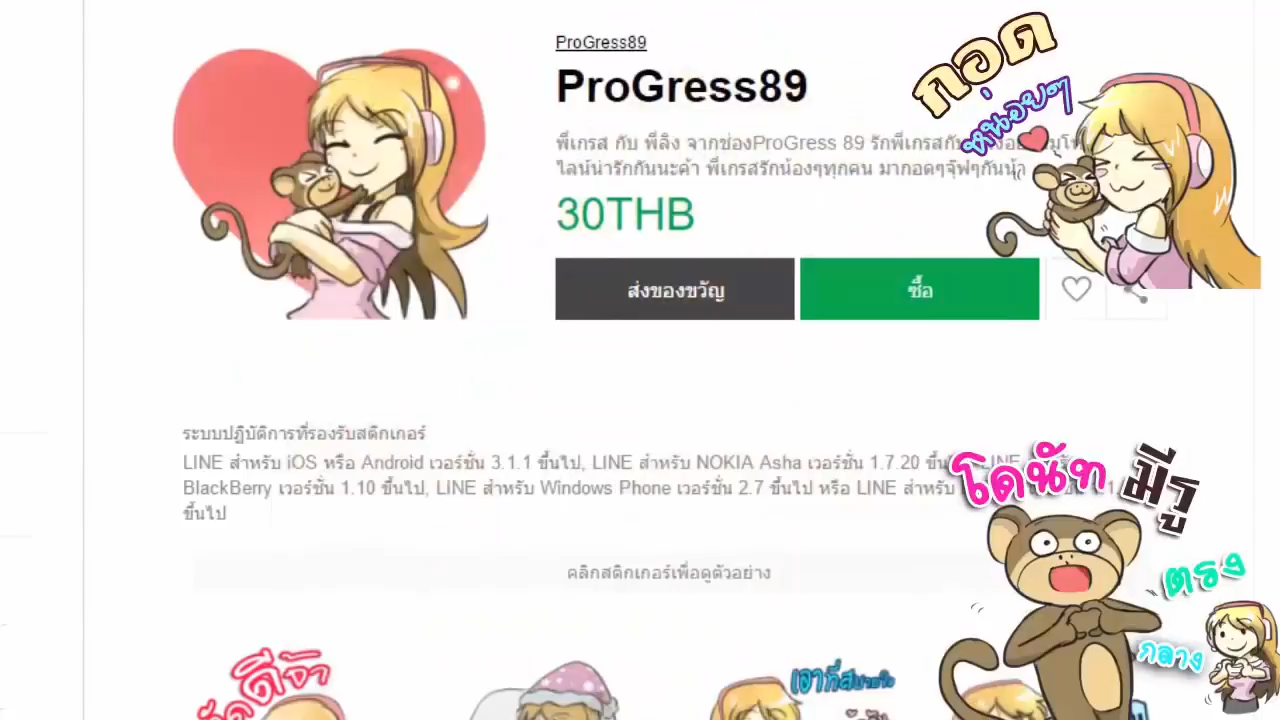 ProGress89
ProGress89
พี่เกรส กับ พี่ลิง จากช่องProGress 89 รักพี่เกรสกั
ไลน์น่ารักกันนะค้า พี่เกรสรักน้องๆทุกคน มากอดๆจุ๊ฟๆกันน้า
30THB
ส่งของขวัญ
ซื้อ
กอด
หน่อยๆ
ระบบปฏิบัติการที่รองรับสติกเกอร์
LINE สำหรับ iOS หรือ Android เวอร์ชั่น 3.1.1 ขึ้นไป, LINE สำหรับ NOKIA Asha เวอร์ชั่น 1.7.20 LINE
BlackBerry เวอร์ชั่น 1.10 ขึ้นไป, LINE สำหรับ Windows Phone เวอร์ชั่น 2.7 ขึ้นไป หรือ LINE สำหรับ
ขึ้นไป
โดนัท มีรู
ตรง
กลาง
คลิกสติกเกอร์เพื่อดูตัวอย่าง
ดีจ้า